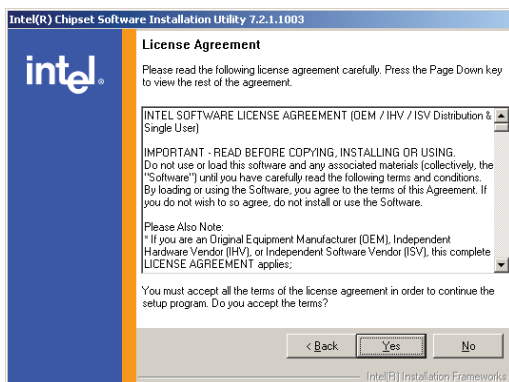 Intel(R) Chipset Software Installation Utility 7.2.1.1003
intel®
License Agreement
Please read the following license agreement carefully. Press the Page Down key
to view the rest of the agreement.
INTEL SOFTWARE LICENSE AGREEMENT (OEM / IHV / ISV Distribution &
Single User)
IMPORTANT - READ BEFORE COPYING, INSTALLING OR USING.
Do not use or load this software and any associated materials (collectively, the
"Software") until you have carefully read the following terms and conditions.
By loading or using the Software, you agree to the terms of this Agreement. If
you do not wish to so agree, do not install or use the Software.
Please Also Note:
* If you are an Original Equipment Manufacturer (OEM), Independent
Hardware Vendor (IHV), or Independent Software Vendor (ISV), this complete
LICENSE AGREEMENT applies;
You must accept all the terms of the license agreement in order to continue the
setup program. Do you accept the terms?
< Back
Yes
No
Intel(R) Installation Frameworks